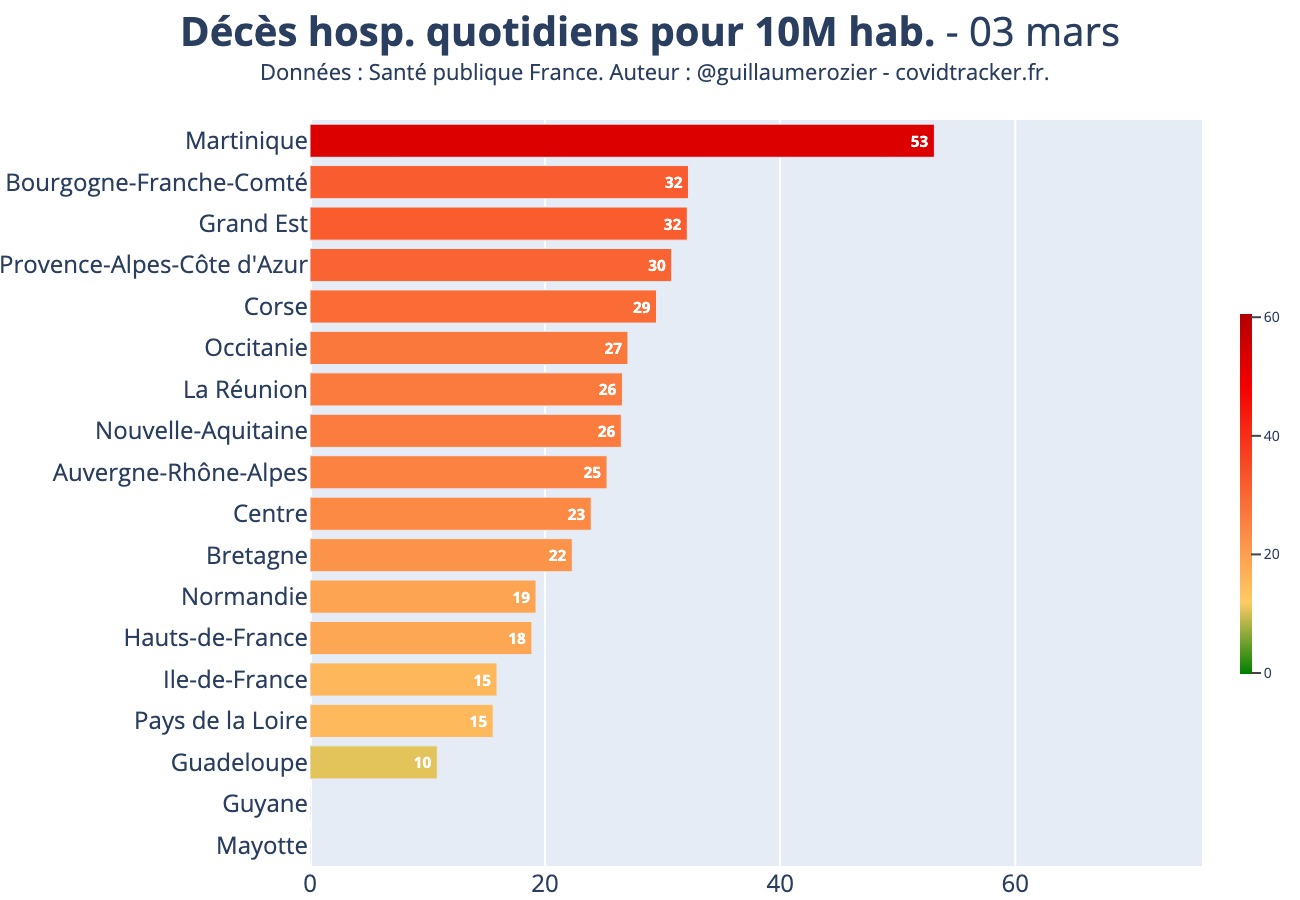 Décès hosp. quotidiens pour 10M hab. - 03 mars
Données : Santé publique France. Auteur : @guillaumerozier - covidtracker.fr.
Martinique 53
Bourgogne-Franche-Comté 32
Grand Est 32
Provence-Alpes-Côte d'Azur 30
Corse 29
Occitanie 27
La Réunion 26
Nouvelle-Aquitaine 26
Auvergne-Rhône-Alpes 25
Centre 23
Bretagne 22
Normandie 19
Hauts-de-France 18
Ile-de-France 15
Pays de la Loire 15
Guadeloupe 10
Guyane
Mayotte
0 20 40 60
60
40
20
0